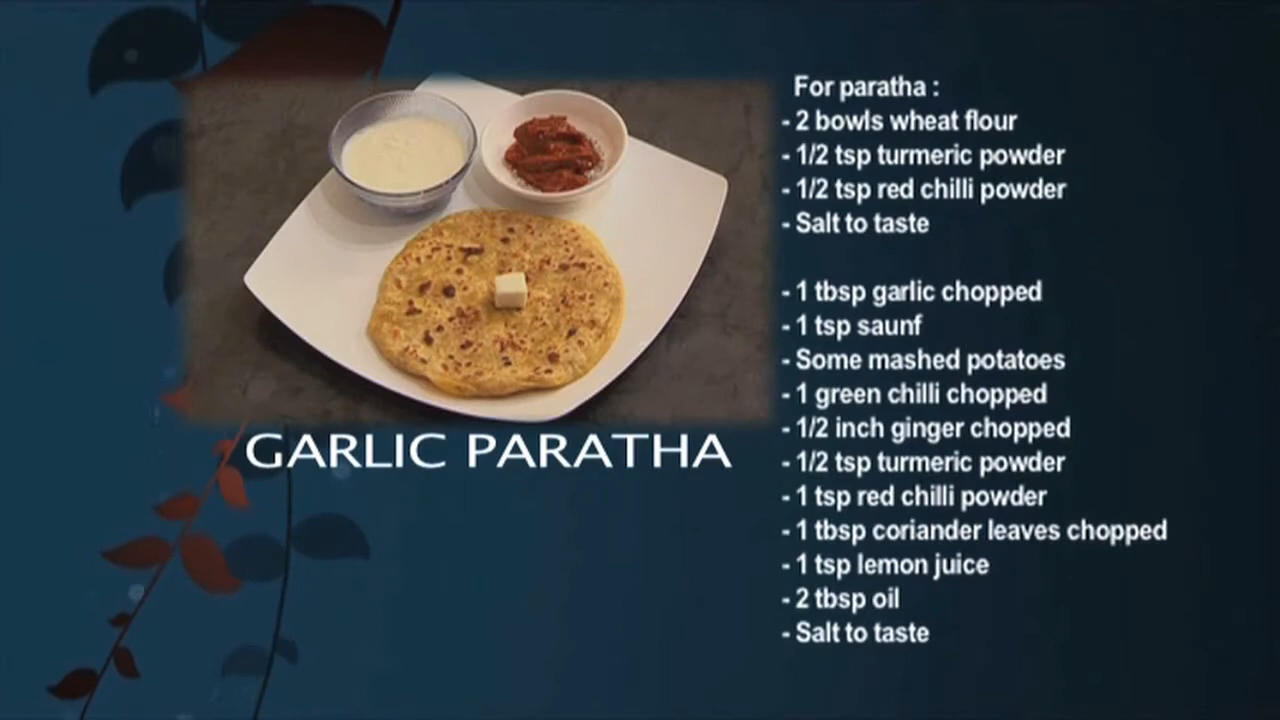 GARLIC PARATHA
For paratha :
- 2 bowls wheat flour
- 1/2 tsp turmeric powder
- 1/2 tsp red chilli powder
- Salt to taste
- 1 tbsp garlic chopped
- 1 tsp saunf
- Some mashed potatoes
- 1 green chilli chopped
- 1/2 inch ginger chopped
- 1/2 tsp turmeric powder
- 1 tsp red chilli powder
- 1 tbsp coriander leaves chopped
- 1 tsp lemon juice
- 2 tbsp oil
- Salt to taste